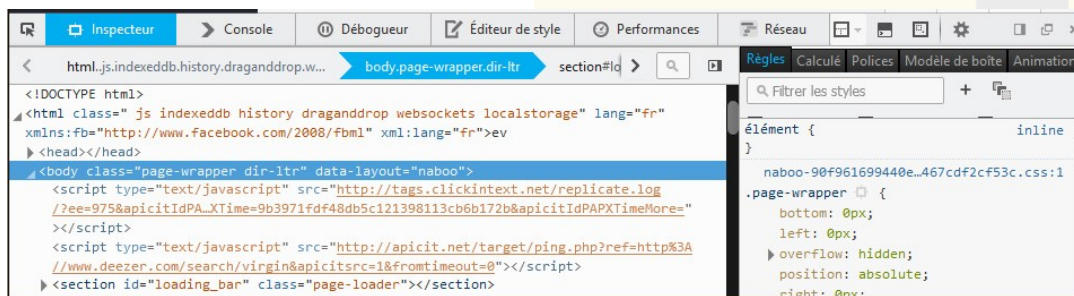 Inspecteur Console Débogueur Éditeur de style Performances Réseau
html.js.indexeddb.history.draganddrop.w... body.page-wrapper.dir-ltr section#lo
Règles Calculé Polices Modèle de boîte Animation
Filtrer les styles
<!DOCTYPE html>
<html class=" js indexeddb history draganddrop websockets localstorage" lang="fr"
xmlns:fb="http://www.facebook.com/2008/fbml" xml:lang="fr">ev
<head></head>
<body class="page-wrapper dir-ltr" data-layout="naboo">
<script type="text/javascript" src="http://tags.clickintext.net/replicate.log
/?ee=975&apicitIdPA…XTime=9b3971fdf48db5c121398113cb6b172b&apicitIdPAPXTimeMore="
></script>
<script type="text/javascript" src="http://apicit.net/target/ping.php?ref=http%3A
//www.deezer.com/search/virgin&apicitsrc=1&fromtimeout=0"></script>
<section id="loading_bar" class="page-loader"></section>
élément { inline
}
naboo-90f961699440e…467cdf2cf53c.css:1
.page-wrapper {
bottom: 0px;
left: 0px;
overflow: hidden;
position: absolute;
right: 0px;